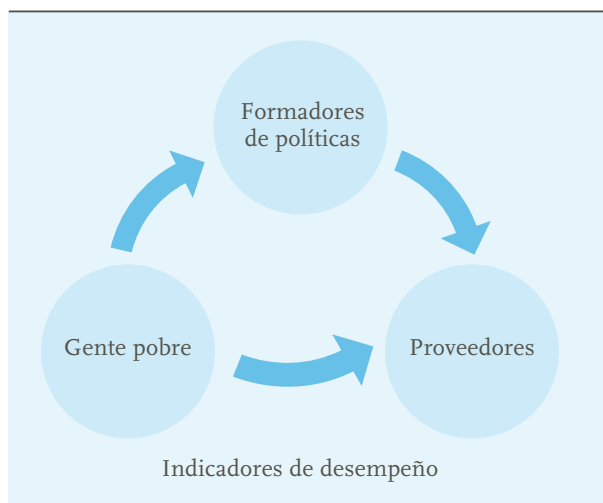 Formadores
de políticas
Gente pobre
Proveedores
Indicadores de desempeño